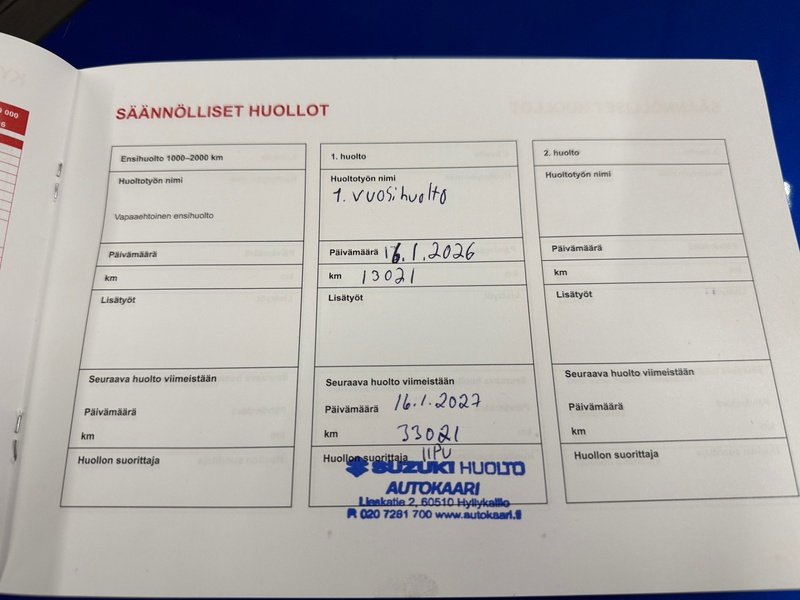 SÄÄNNÖLLISET HUOLLOT
Ensihuolto 1000–2000 km
Huoltotyön nimi
Vapaaehtoinen ensihuolto
Päivämäärä
km
Lisätyöt
Seuraava huolto viimeistään
Päivämäärä
km
Huollon suorittaja
1. huolto
Huoltotyön nimi
1. vuosihuolto
Päivämäärä 16.1.2026
km 13021
Lisätyöt
Seuraava huolto viimeistään
Päivämäärä 16.1.2027
km 33021
Huollon suorittaja IIPU
SUZUKI HUOLTO
AUTOKAARI
Liaskatie 2, 60510 Hyllykallio
P. 020 7281 700 www.autokaari.fi
2. huolto
Huoltotyön nimi
Päivämäärä
km
Lisätyöt
Seuraava huolto viimeistään
Päivämäärä
km
Huollon suorittaja